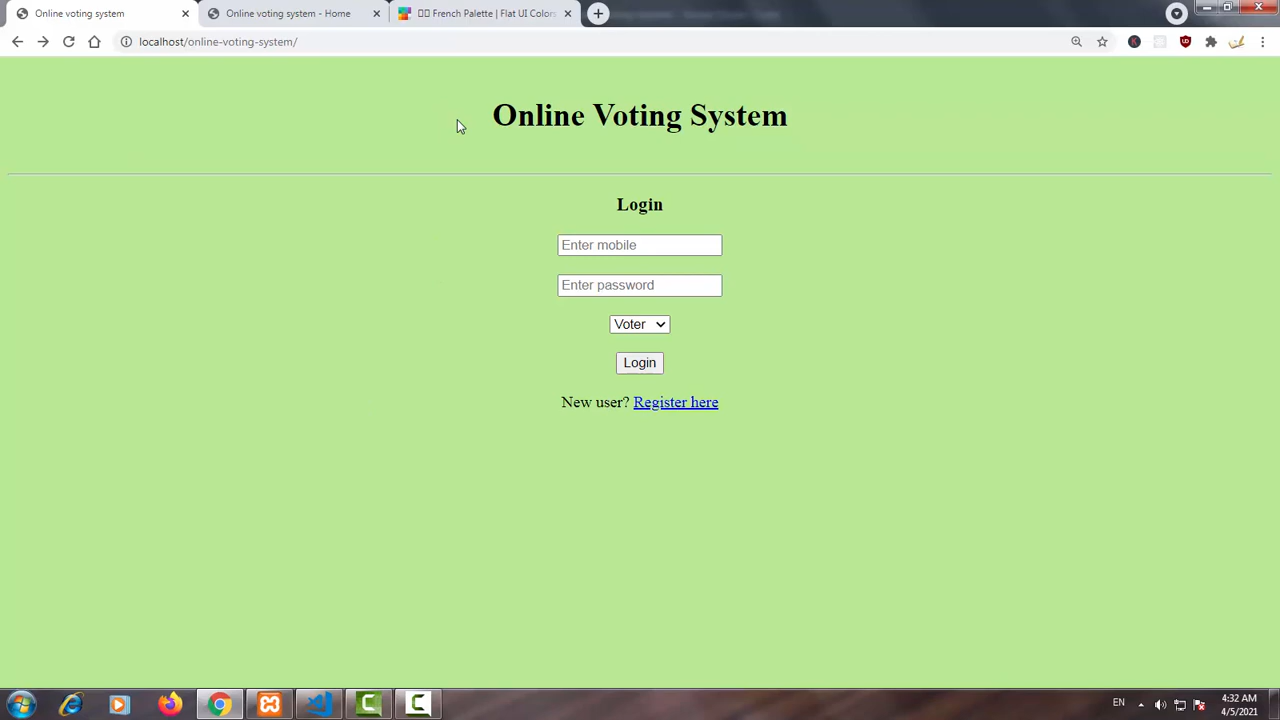 Online voting system
Online voting system - Home
French Palette | Flat UI Colors
localhost/online-voting-system/
Online Voting System
Login
Enter mobile
Enter password
Voter
Login
New user? Register here
EN
4:32 AM
4/5/2021